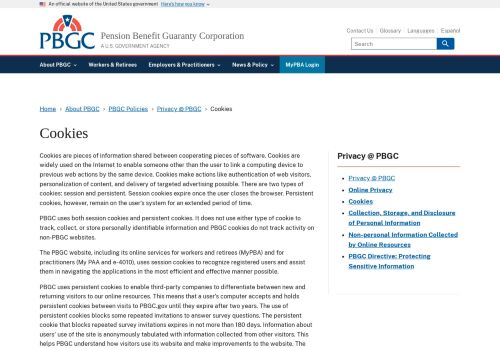 An official website of the United States government Here's how you know
PBGC
Pension Benefit Guaranty Corporation
A U.S. GOVERNMENT AGENCY
Contact Us Glossary Languages Español
Search
About PBGC Workers & Retirees Employers & Practitioners News & Policy MyPBA Login
Home > About PBGC > PBGC Policies > Privacy @ PBGC > Cookies
Cookies
Cookies are pieces of information shared between cooperating pieces of software. Cookies are
widely used on the Internet to enable someone other than the user to link a computing device to
previous web actions by the same device. Cookies make actions like authentication of web visitors,
personalization of content, and delivery of targeted advertising possible. There are two types of
cookies: session and persistent. Session cookies expire once the user closes the browser. Persistent
cookies, however, remain on the user's system for an extended period of time.
PBGC uses both session cookies and persistent cookies. It does not use either type of cookie to
track, collect, or store personally identifiable information and PBGC cookies do not track activity on
non-PBGC websites.
The PBGC website, including its online services for workers and retirees (MyPBA) and for
practitioners (My PAA and e-4010), uses session cookies to recognize registered users and assist
them in navigating the applications in the most efficient and effective manner possible.
PBGC uses persistent cookies to enable third-party companies to differentiate between new and
returning visitors to our online resources. This means that a user's computer accepts and holds
persistent cookies between visits to PBGC.gov until they expire after two years. The use of
persistent cookies blocks some repeated invitations to answer survey questions. The persistent
cookie that blocks repeated survey invitations expires in not more than 180 days. Information about
users' use of the site is anonymously tabulated with information collected from other visitors. This
helps PBGC understand how visitors use its website and make improvements to the website. The
Privacy @ PBGC
Privacy @ PBGC
Online Privacy
Cookies
Collection, Storage, and Disclosure
of Personal Information
Non-personal Information Collected
by Online Resources
PBGC Directive: Protecting
Sensitive Information